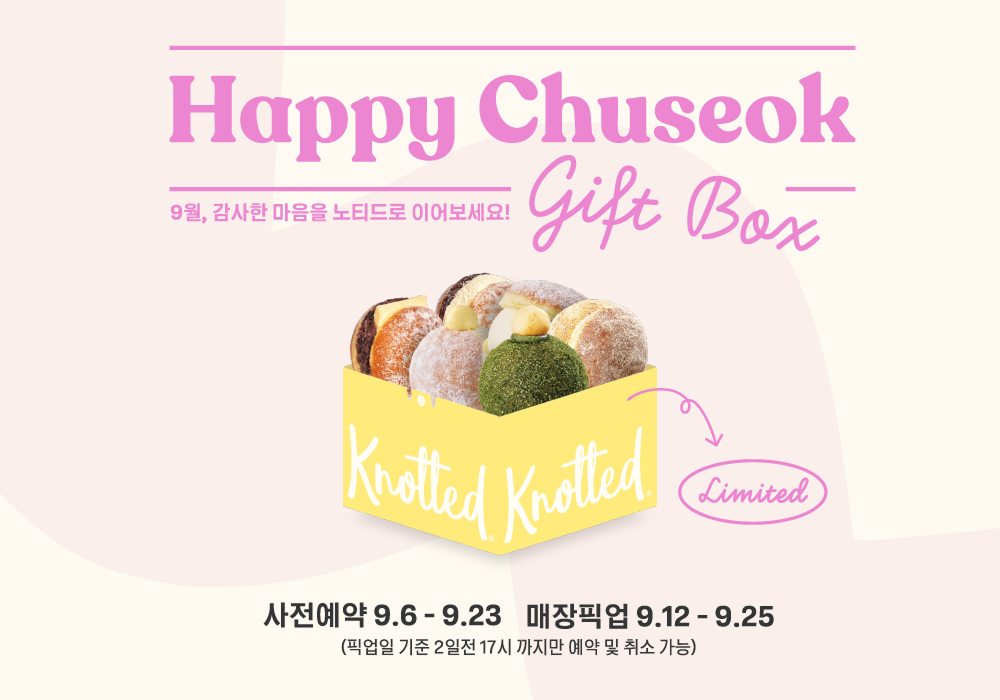 Happy Chuseok
Gift Box
9월, 감사한 마음을 노티드로 이어보세요!
Knotted® Knotted®
Limited
사전예약 9.6 - 9.23 매장픽업 9.12 - 9.25
(픽업일 기준 2일전 17시 까지만 예약 및 취소 가능)